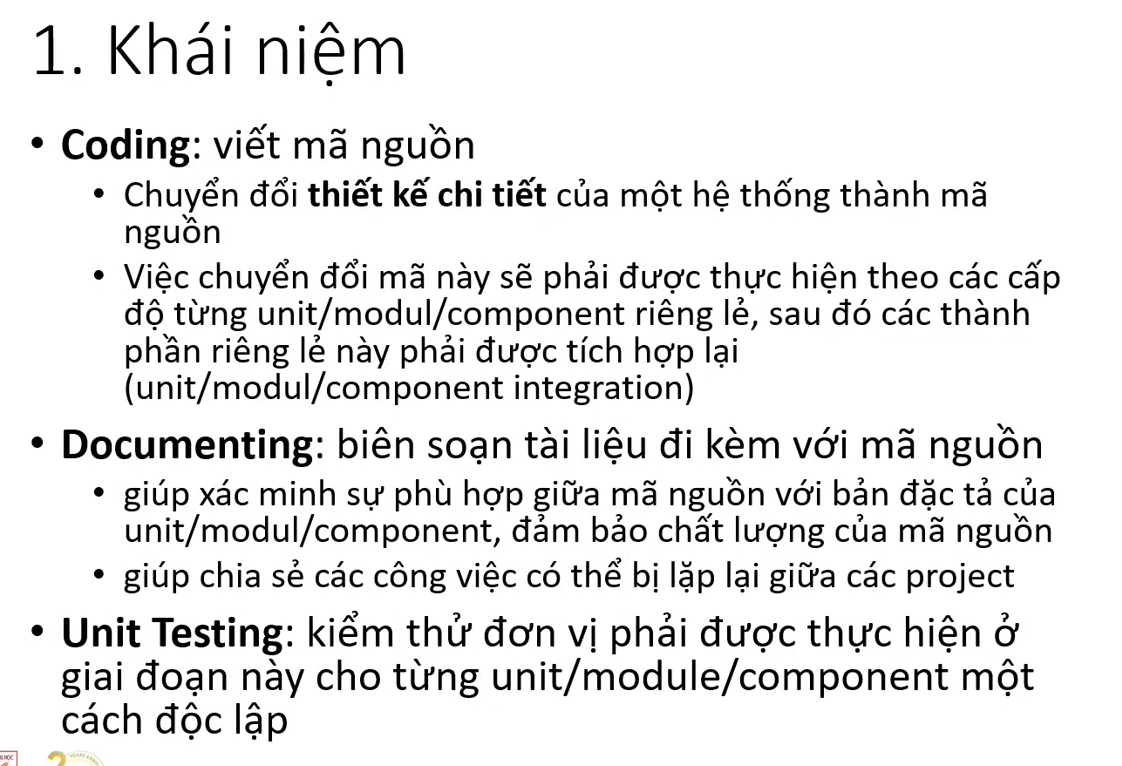 1. Khái niệm
• Coding: viết mã nguồn
• Chuyển đổi thiết kế chi tiết của một hệ thống thành mã
nguồn
• Việc chuyển đổi mã này sẽ phải được thực hiện theo các cấp
độ từng unit/modul/component riêng lẻ, sau đó các thành
phần riêng lẻ này phải được tích hợp lại
(unit/modul/component integration)
• Documenting: biên soạn tài liệu đi kèm với mã nguồn
• giúp xác minh sự phù hợp giữa mã nguồn với bản đặc tả của
unit/modul/component, đảm bảo chất lượng của mã nguồn
• giúp chia sẻ các công việc có thể bị lặp lại giữa các project
• Unit Testing: kiểm thử đơn vị phải được thực hiện ở
giai đoạn này cho từng unit/module/component một
cách độc lập